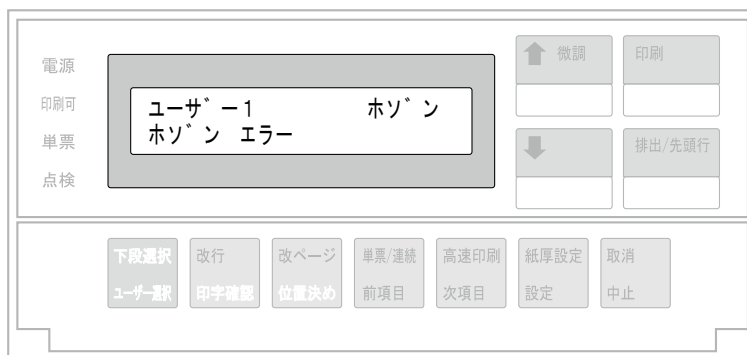 電源
印刷可
単票
点検
ユーザー1 ホゾン
ホゾン エラー
微調
印刷
排出/先頭行
下段選択
ユーザー選択
改行
印字確認
改ページ
位置決め
単票/連続
前項目
高速印刷
次項目
紙厚設定
設定
取消
中止